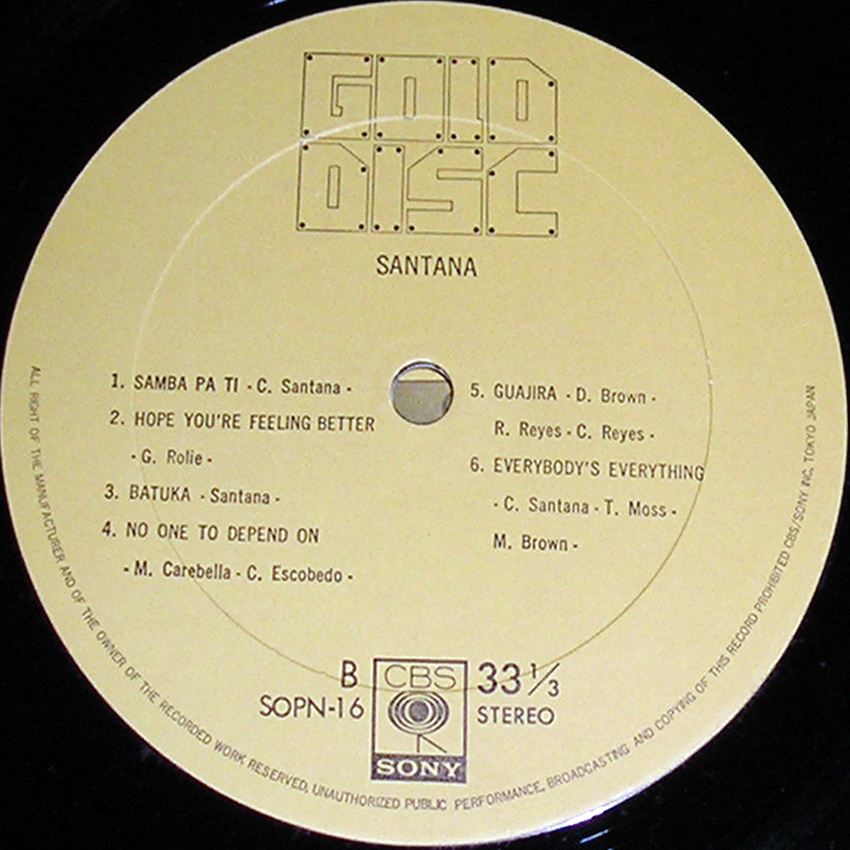 GOLD
DISC
SANTANA
1. SAMBA PA TI - C. Santana -
2. HOPE YOU'RE FEELING BETTER
- G. Rolie -
3. BATUKA - Santana -
4. NO ONE TO DEPEND ON
- M. Carebella - C. Escobedo -
5. GUAJIRA - D. Brown -
R. Reyes - C. Reyes -
6. EVERYBODY'S EVERYTHING
- C. Santana - T. Moss -
M. Brown -
B
SOPN-16
CBS
SONY
33 1/3
STEREO
ALL RIGHT OF THE MANUFACTURER AND OF THE OWNER OF THE RECORDED WORK RESERVED, UNAUTHORIZED PUBLIC PERFORMANCE, BROADCASTING AND COPYING OF THIS RECORD PROHIBITED CBS/SONY INC, TOKYO JAPAN